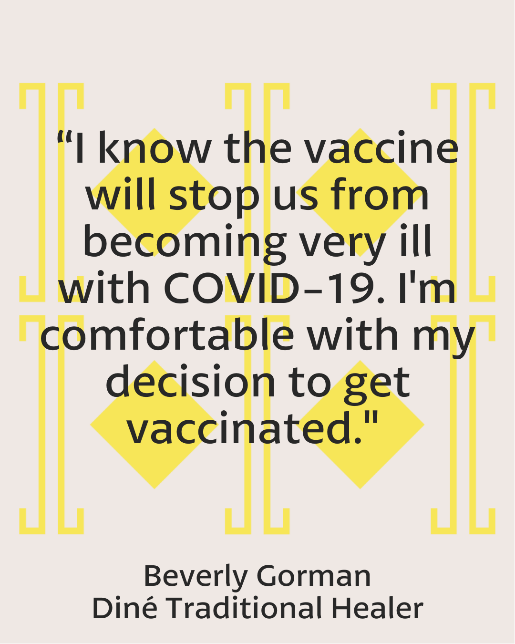 “I know the vaccine
will stop us from
becoming very ill
with COVID–19. I'm
comfortable with my
decision to get
vaccinated."
Beverly Gorman
Diné Traditional Healer